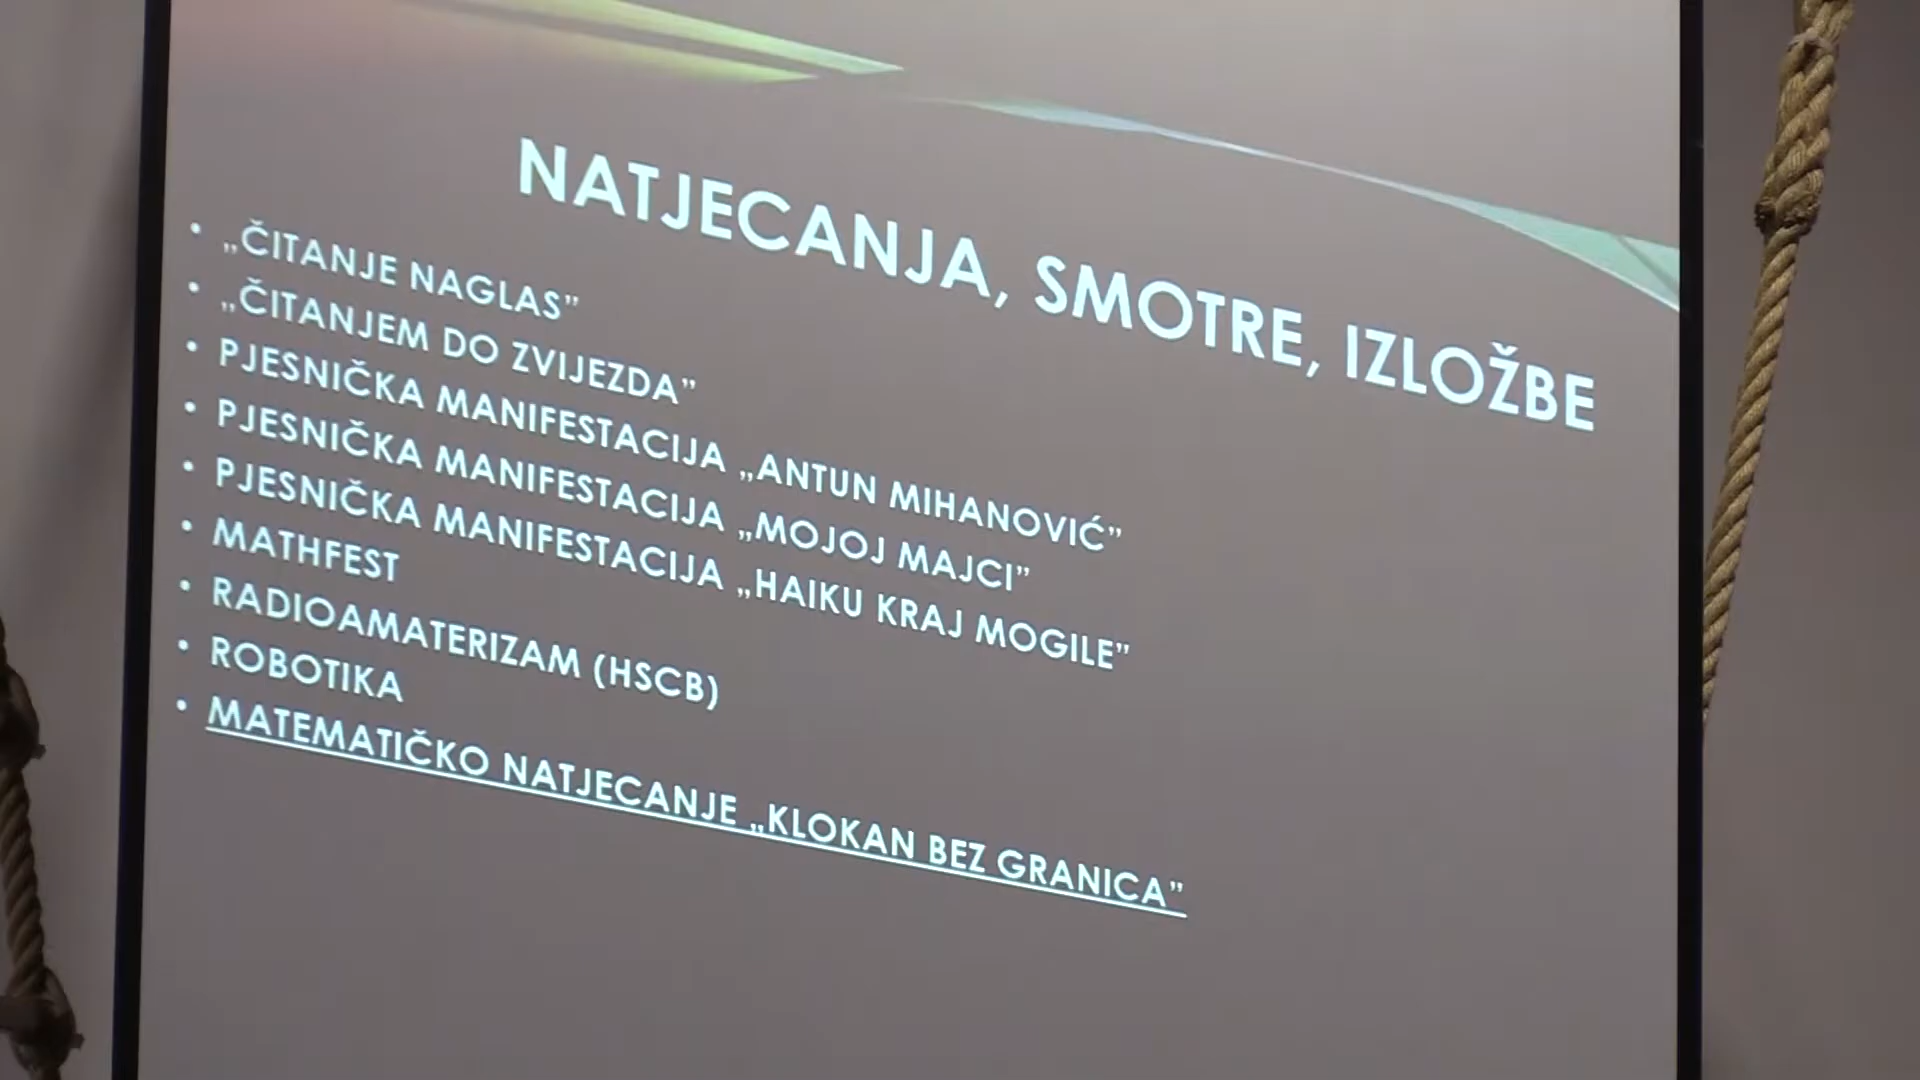 NATJECANJA, SMOTRE, IZLOŽBE
• „ČITANJE NAGLAS”
• „ČITANJEM DO ZVIJEZDA”
• PJESNIČKA MANIFESTACIJA „ANTUN MIHANOVIĆ”
• PJESNIČKA MANIFESTACIJA „MOJOJ MAJCI”
• PJESNIČKA MANIFESTACIJA „HAIKU KRAJ MOGILE”
• MATHFEST
• RADIOAMATERIZAM (HSCB)
• ROBOTIKA
• MATEMATIČKO NATJECANJE „KLOKAN BEZ GRANICA”